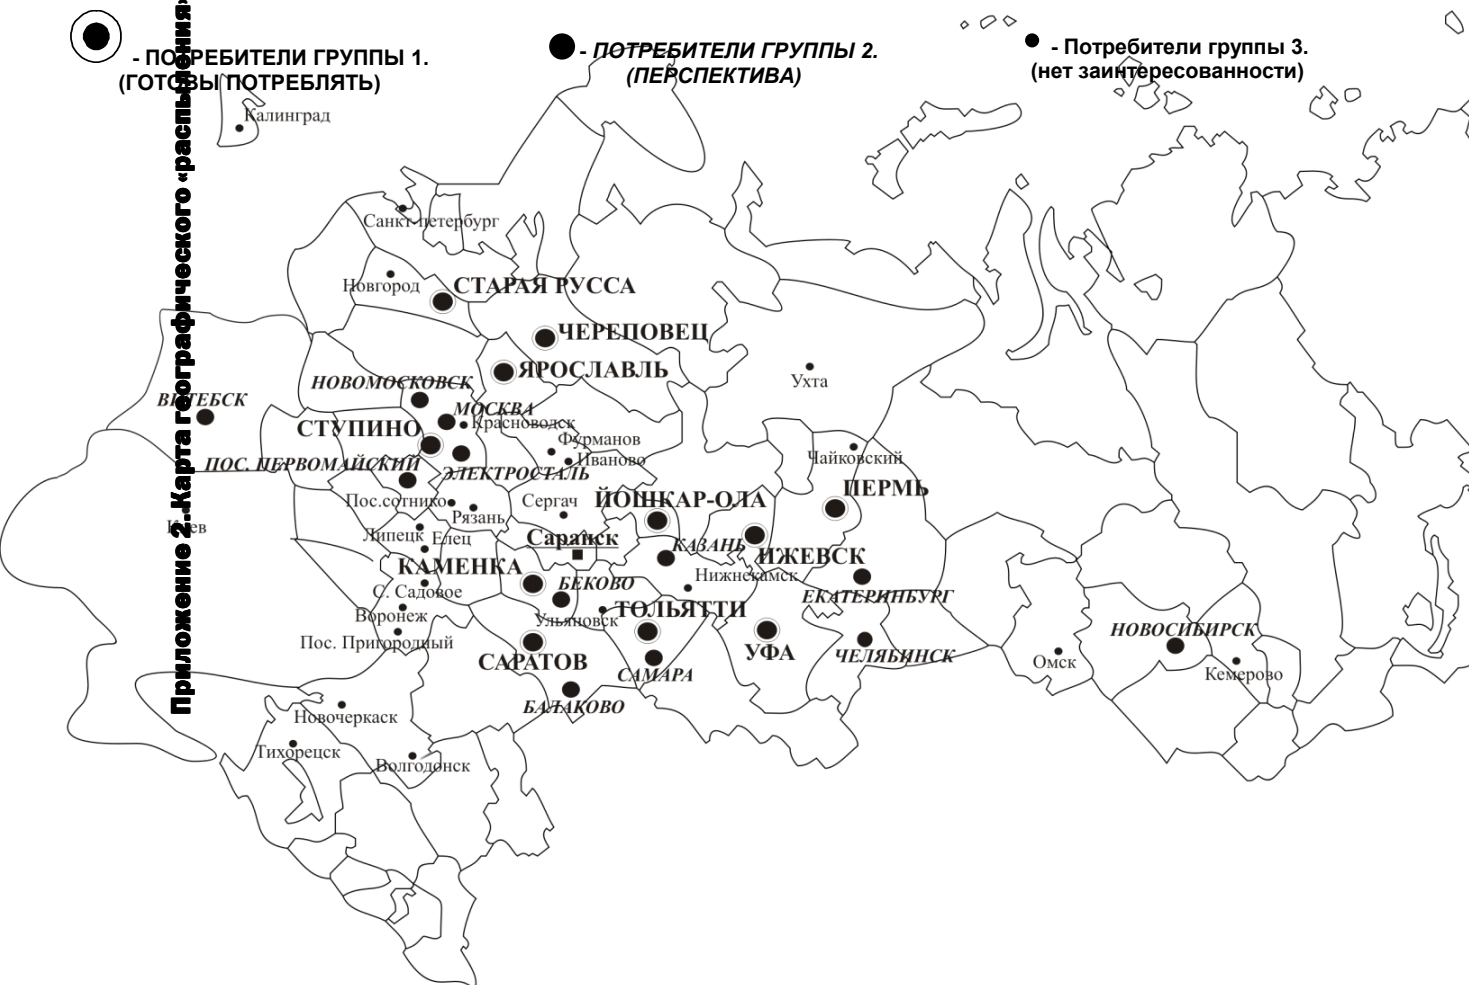 - ПОТРЕБИТЕЛИ ГРУППЫ 1.
(ГОТОВЫ ПОТРЕБЛЯТЬ)
- ПОТРЕБИТЕЛИ ГРУППЫ 2.
(ПЕРСПЕКТИВА)
- Потребители группы 3.
(нет заинтересованности)
Приложение 2. Карта географического «распыления»
Калининград
Санкт-петербург
Новгород
СТАРАЯ РУССА
ЧЕРЕПОВЕЦ
ЯРОСЛАВЛЬ
Ухта
НОВОМОСКОВСК
ВИТЕБСК
МОСКВА
Красноводск
СТУПИНО
Фурманов
Иваново
Чайковский
ПОС. ПЕРВОМАЙСКИЙ
ЭЛЕКТРОСТАЛЬ
ПЕРМЬ
Пос.сотниково
Сергач
ЙОШКАР-ОЛА
Рязань
Киев
Липецк
Елец
Саранск
КАЗАНЬ
ИЖЕВСК
КАМЕНКА
БЕКОВО
Нижнекамск
С. Садовое
ЕКАТЕРИНБУРГ
Воронеж
Ульяновск
ТОЛЬЯТТИ
Пос. Пригородный
НОВОСИБИРСК
САРАТОВ
УФА
ЧЕЛЯБИНСК
Омск
Кемерово
САМАРА
БАЛАКОВО
Новочеркаск
Тихорецск
Волгодонск